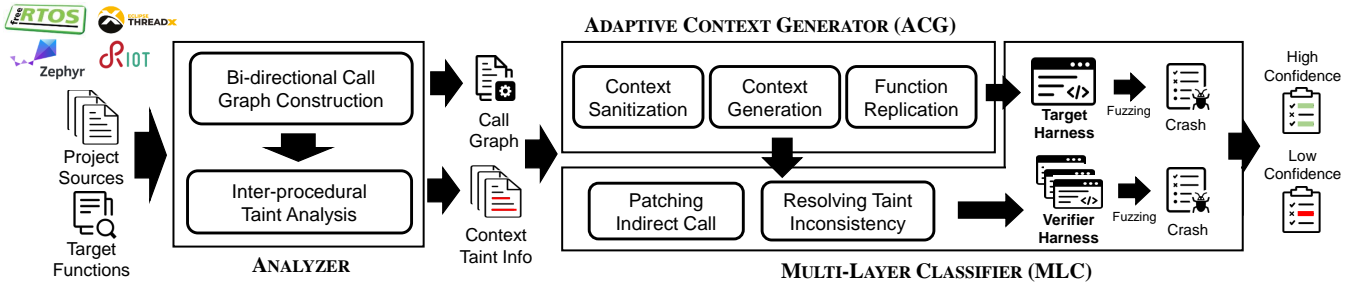 free RTOS
ECLIPSE
THREADX
Zephyr
RIOT
Project
Sources
Target
Functions
Bi-directional Call
Graph Construction
Inter-procedural
Taint Analysis
ANALYZER
Call
Graph
Context
Taint Info
ADAPTIVE CONTEXT GENERATOR (ACG)
Context
Sanitization
Context
Generation
Function
Replication
Patching
Indirect Call
Resolving Taint
Inconsistency
Target
Harness
Fuzzing
Crash
Verifier
Harness
Fuzzing
Crash
MULTI-LAYER CLASSIFIER (MLC)
High
Confidence
Low
Confidence